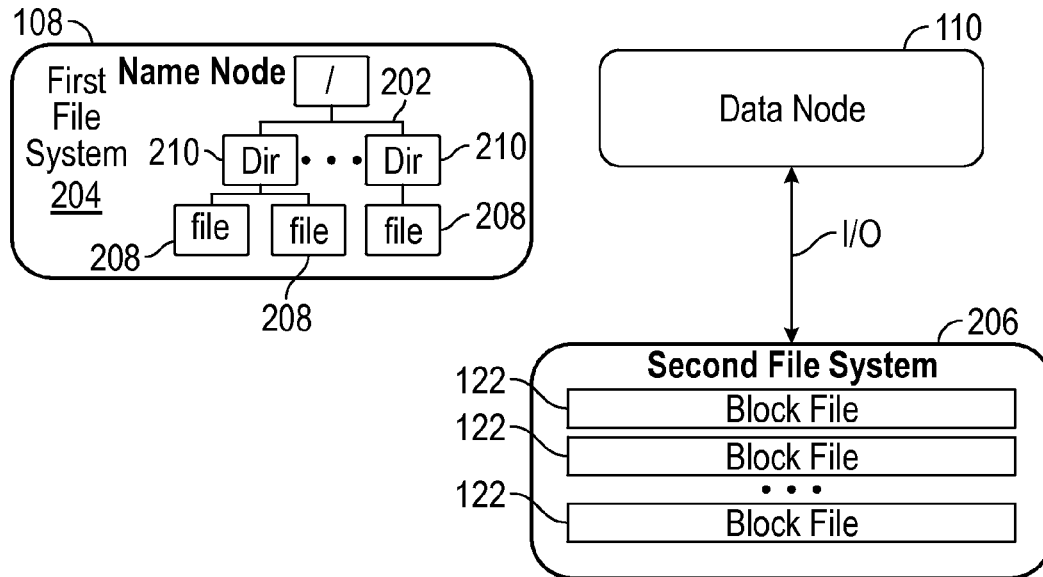 108
First
File
System
204
Name Node
/
202
210
Dir
• • •
Dir
210
file
file
file
208
208
208
110
Data Node
I/O
206
Second File System
122
Block File
122
Block File
• • •
122
Block File